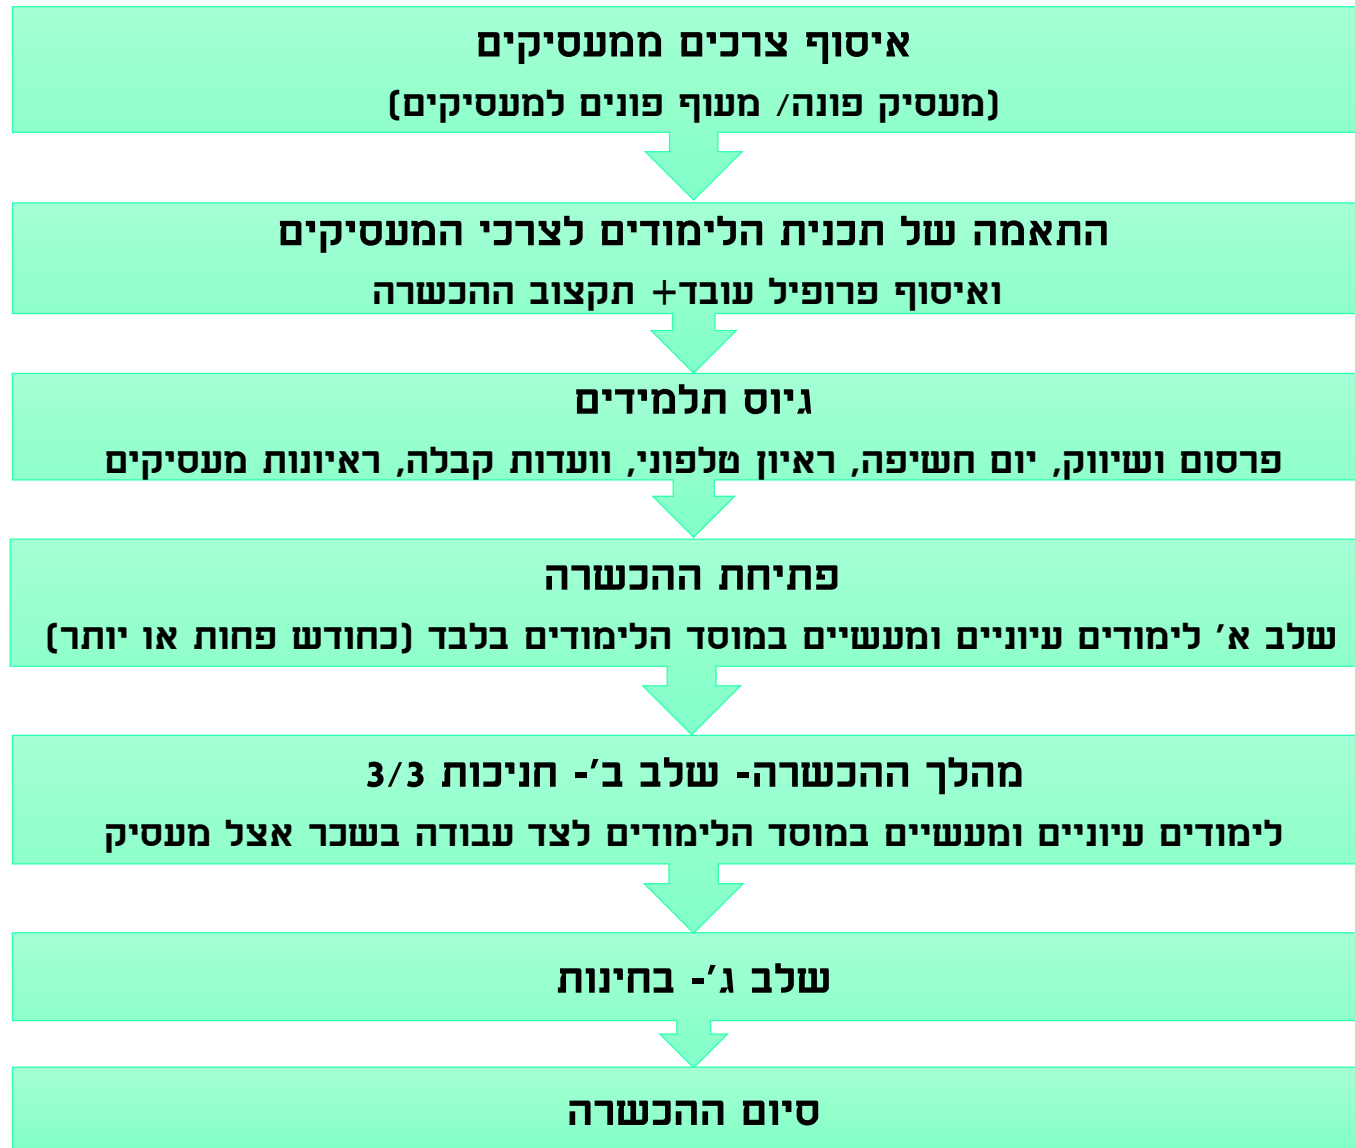 איסוף צרכים ממעסיקים
(מעסיק פונה/ מעוף פונים למעסיקים)
התאמה של תכנית הלימודים לצרכי המעסיקים
ואיסוף פרופיל עובד+ תקצוב ההכשרה
גיוס תלמידים
פרסום ושיווק, יום חשיפה, ראיון טלפוני, וועדות קבלה, ראיונות מעסיקים
פתיחת ההכשרה
שלב א' לימודים עיוניים ומעשיים במוסד הלימודים בלבד (כחודש פחות או יותר)
מהלך ההכשרה- שלב ב'- חניכות 3/3
לימודים עיוניים ומעשיים במוסד הלימודים לצד עבודה בשכר אצל מעסיק
שלב ג'- בחינות
סיום ההכשרה